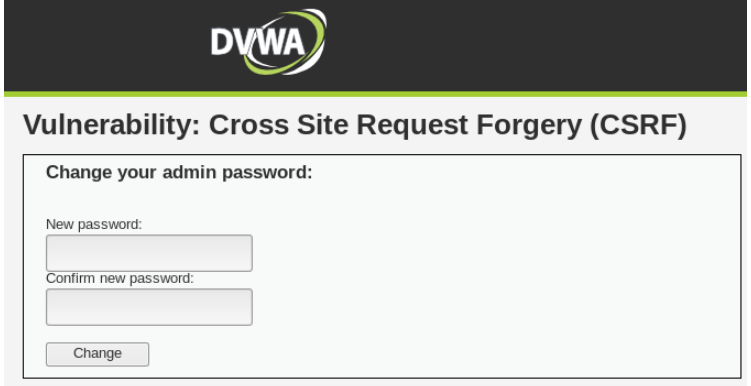 DVWA
Vulnerability: Cross Site Request Forgery (CSRF)
Change your admin password:
New password:
Confirm new password:
Change